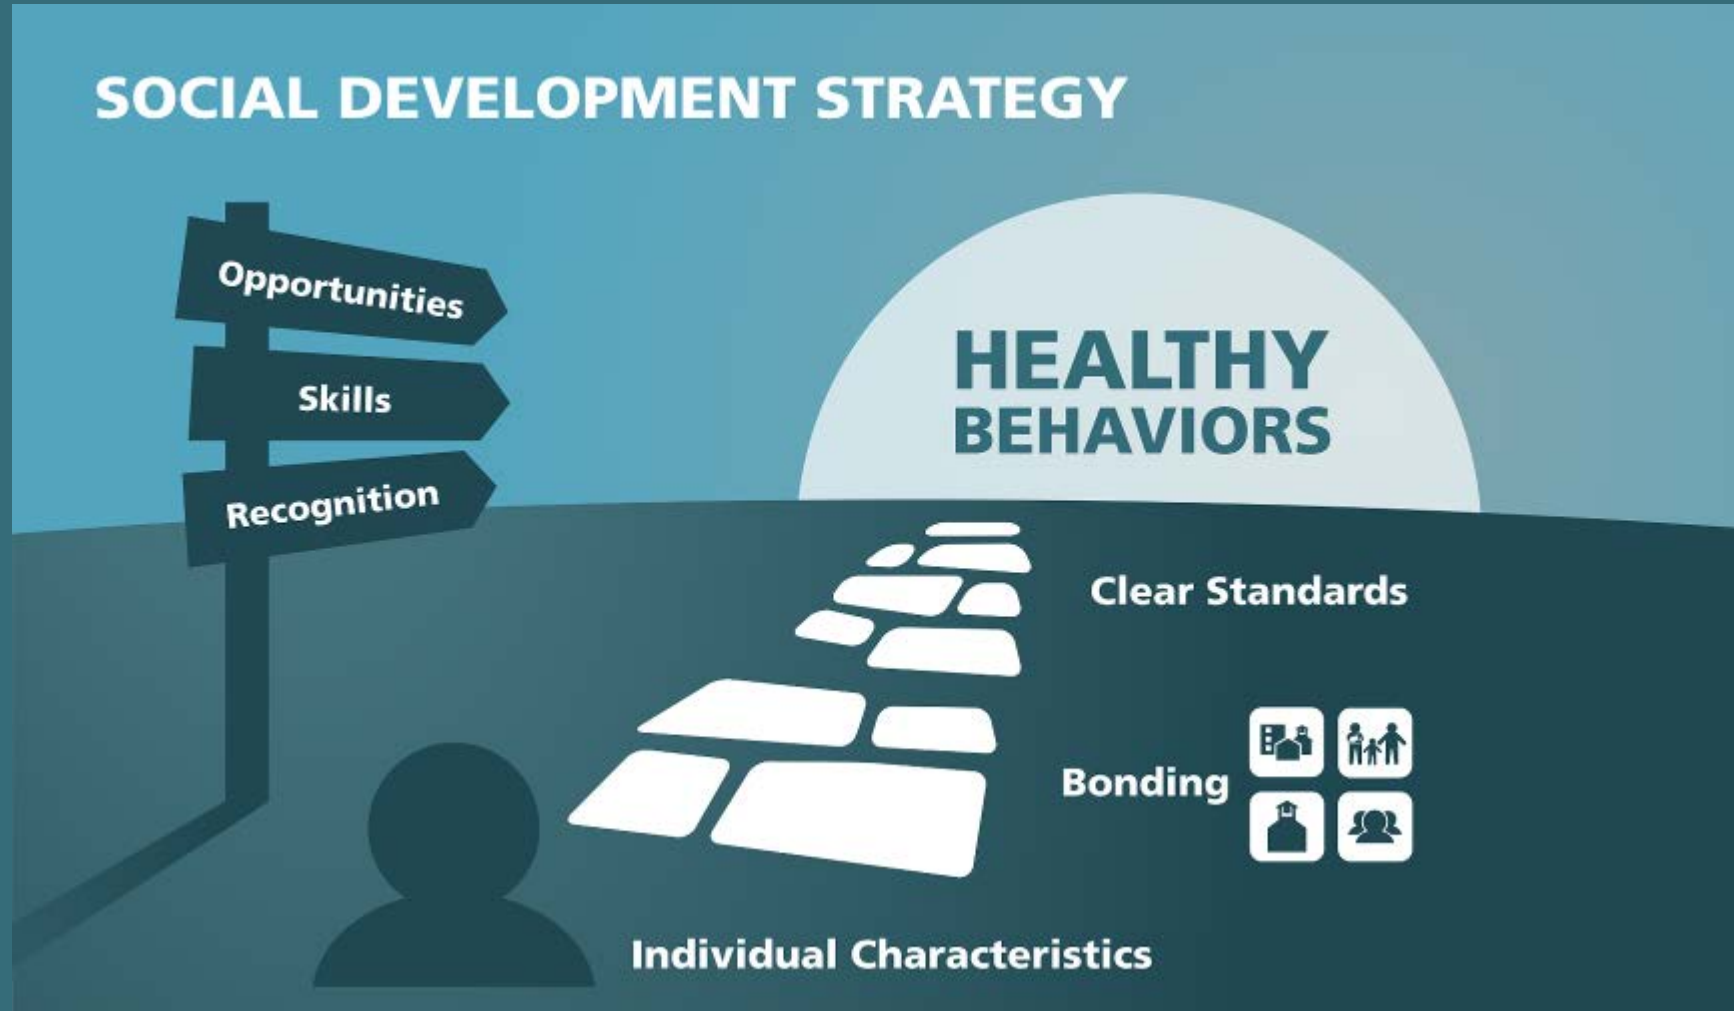 SOCIAL DEVELOPMENT STRATEGY
Opportunities
Skills
Recognition
HEALTHY
BEHAVIORS
Clear Standards
Bonding
Individual Characteristics